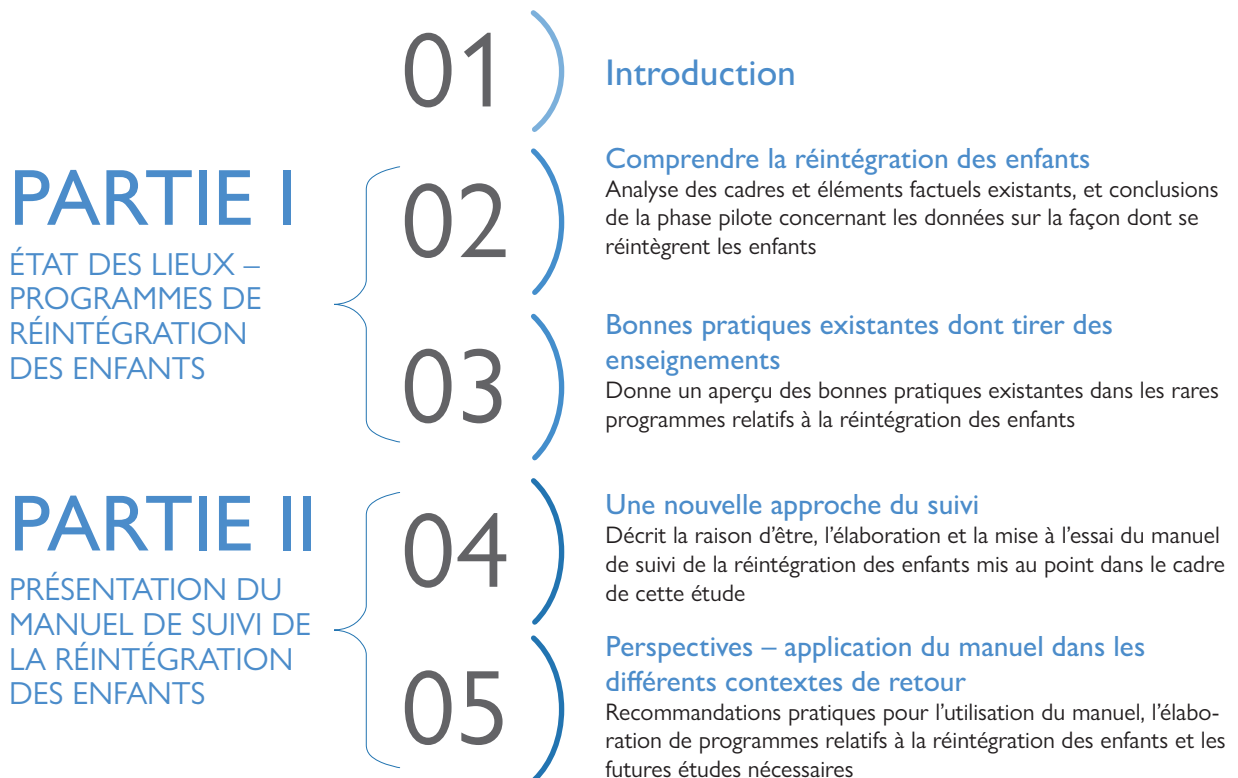 01
Introduction
PARTIE I
ÉTAT DES LIEUX –
PROGRAMMES DE
RÉINTÉGRATION
DES ENFANTS
02
Comprendre la réintégration des enfants
Analyse des cadres et éléments factuels existants, et conclusions
de la phase pilote concernant les données sur la façon dont se
réintègrent les enfants
03
Bonnes pratiques existantes dont tirer des
enseignements
Donne un aperçu des bonnes pratiques existantes dans les rares
programmes relatifs à la réintégration des enfants
PARTIE II
PRÉSENTATION DU
MANUEL DE SUIVI DE
LA RÉINTÉGRATION
DES ENFANTS
04
Une nouvelle approche du suivi
Décrit la raison d’être, l’élaboration et la mise à l’essai du manuel
de suivi de la réintégration des enfants mis au point dans le cadre
de cette étude
05
Perspectives – application du manuel dans les
différents contextes de retour
Recommandations pratiques pour l’utilisation du manuel, l’élabo-
ration de programmes relatifs à la réintégration des enfants et les
futures études nécessaires